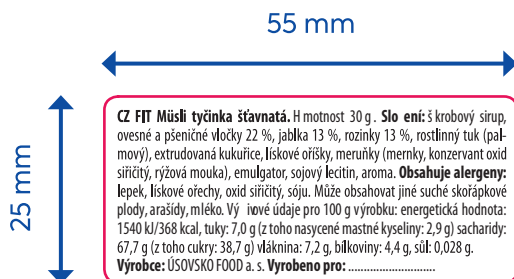 55 mm
25 mm
CZ FIT Müsli tyčinka šťavnatá. Hmotnost 30 g. Slo ení: škrobový sirup,
ovesné a pšeničné vločky 22 %, jablka 13 %, rozinky 13 %, rostlinný tuk (pal-
mový), extrudovaná kukuřice, lískové oříšky, meruňky (mernky, konzervant oxid
siřičitý, rýžová mouka), emulgator, sojový lecitin, aroma. Obsahuje alergeny:
lepek, lískové ořechy, oxid siřičitý, sóju. Může obsahovat jiné suché skořápkové
plody, arašídy, mléko. Vý ivové údaje pro 100 g výrobku: energetická hodnota:
1540 kJ/368 kcal, tuky: 7,0 g (z toho nasycené mastné kyseliny: 2,9 g) sacharidy:
67,7 g (z toho cukry: 38,7 g) vláknina: 7,2 g, bílkoviny: 4,4 g, sůl: 0,028 g.
Výrobce: ÚSOVSKO FOOD a. s. Vyrobeno pro: ..............................